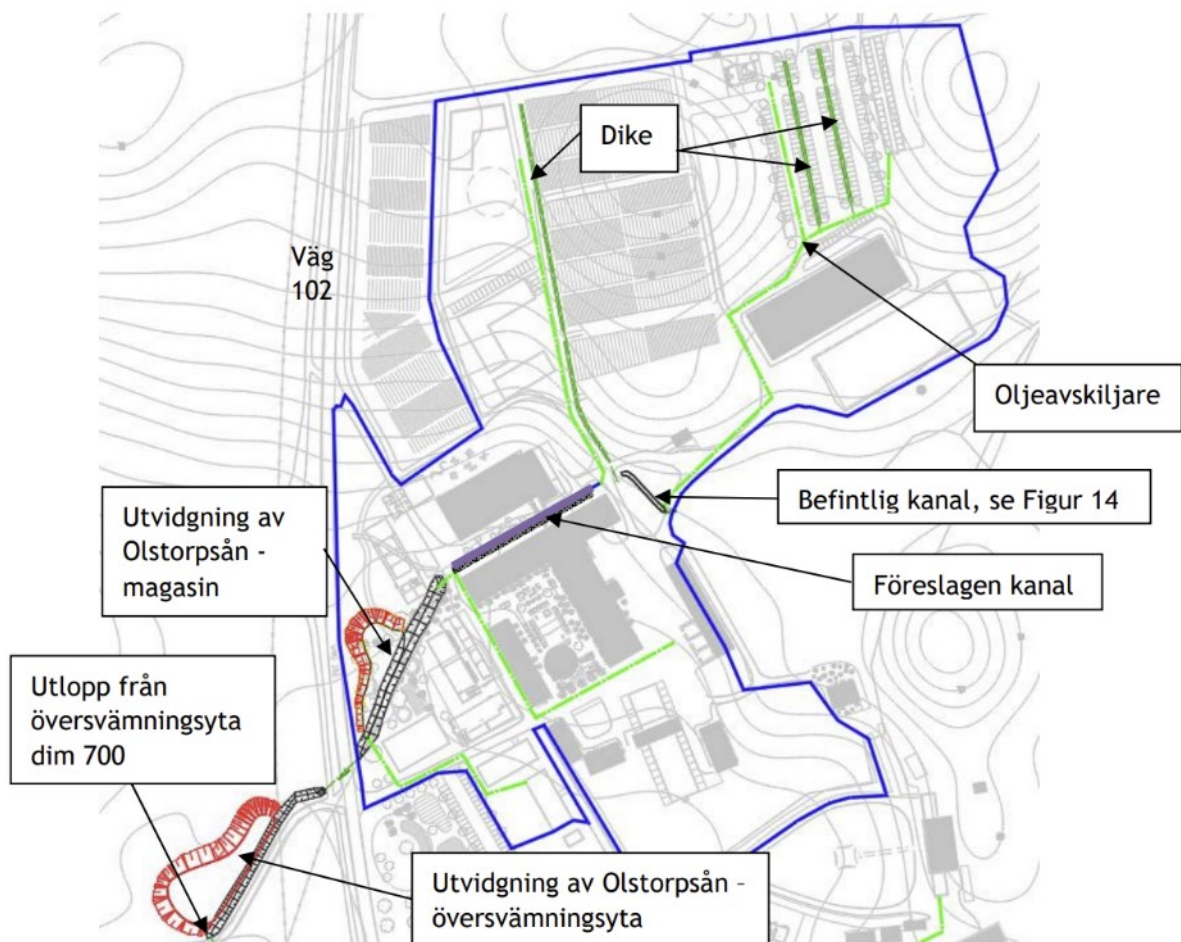 Dike
Väg
102
Oljeavskiljare
Befintlig kanal, se Figur 14
Utvidgning av
Olstorpsån -
magasin
Föreslagen kanal
Utlopp från
översvämningsyta
dim 700
Utvidgning av Olstorpsån –
översvämningsyta